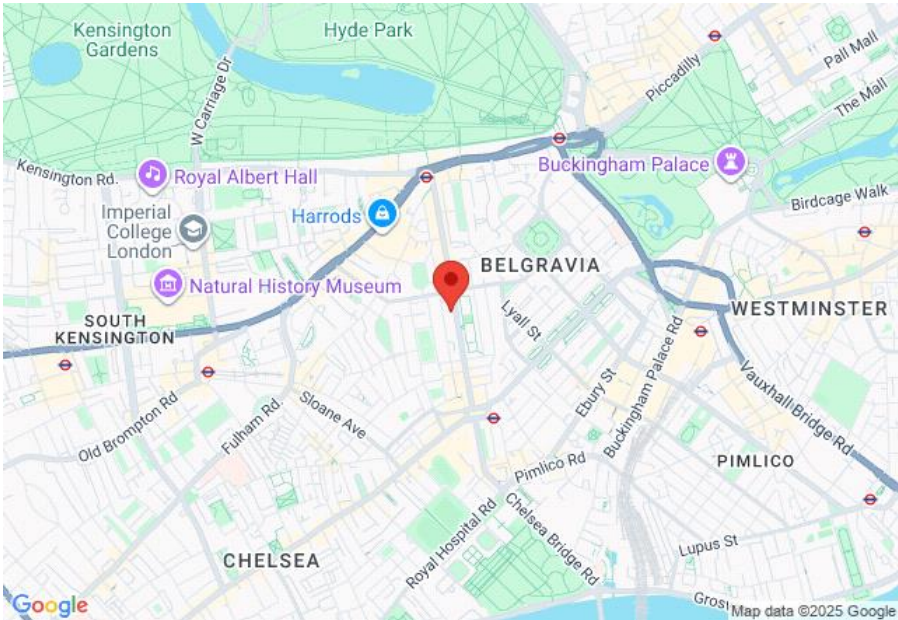 Kensington
Gardens
Hyde Park
W Carriage Dr
Piccadilly
Pall Mall
The Mall
Kensington Rd.
Royal Albert Hall
Buckingham Palace
Birdcage Walk
Imperial
College
London
Harrods
BELGRAVIA
Natural History Museum
Lyall St
WESTMINSTER
SOUTH
KENSINGTON
Buckingham Palace Rd
Ebury St
Vauxhall Bridge Rd
Old Brompton Rd
Fulham Rd.
Sloane Ave
Pimlico Rd
PIMLICO
Royal Hospital Rd
Chelsea Bridge Rd
Lupus St
CHELSEA
Grosv
Google
Map data ©2025 Google